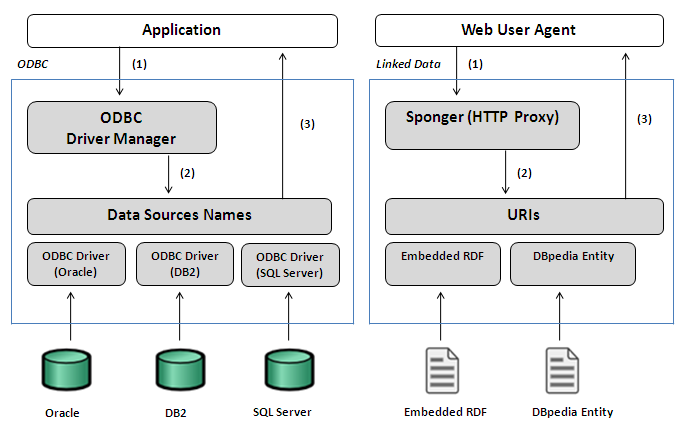 Application
ODBC
(1)
ODBC
Driver Manager
(3)
(2)
Data Sources Names
ODBC Driver
(Oracle)
ODBC Driver
(DB2)
ODBC Driver
(SQL Server)
Oracle
DB2
SQL Server
Web User Agent
Linked Data
(1)
Sponger (HTTP Proxy)
(3)
(2)
URIs
Embedded RDF
DBpedia Entity
Embedded RDF
DBpedia Entity